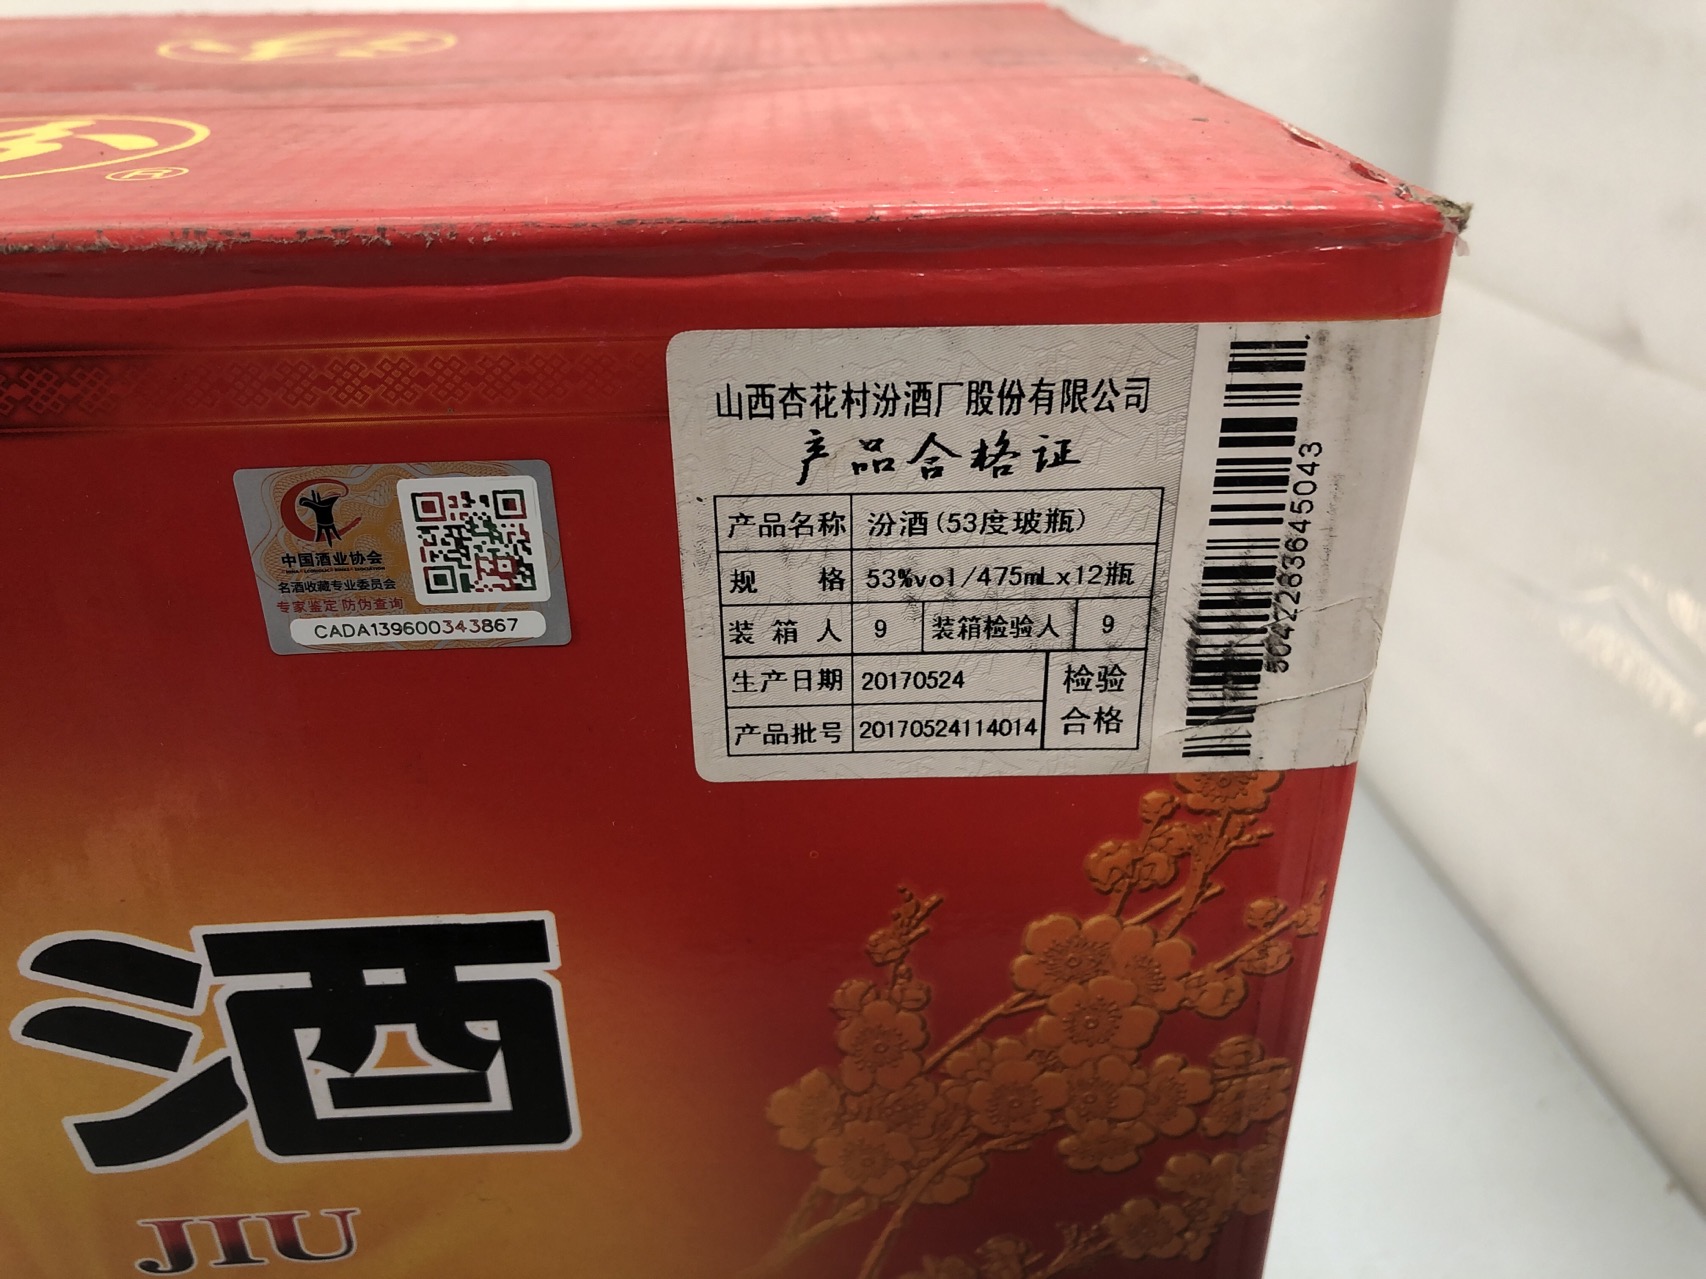 ®
山西杏花村汾酒厂股份有限公司
产品合格证
产品名称 汾酒(53度玻瓶)
规格 53%vol/475mLx12瓶
装箱人 9 装箱检验人 9
生产日期 20170524
检验合格
产品批号 20170524114014
中国酒业协会
名酒收藏专业委员会
专家鉴定 防伪查询
CADA139600343867
酒
JIU